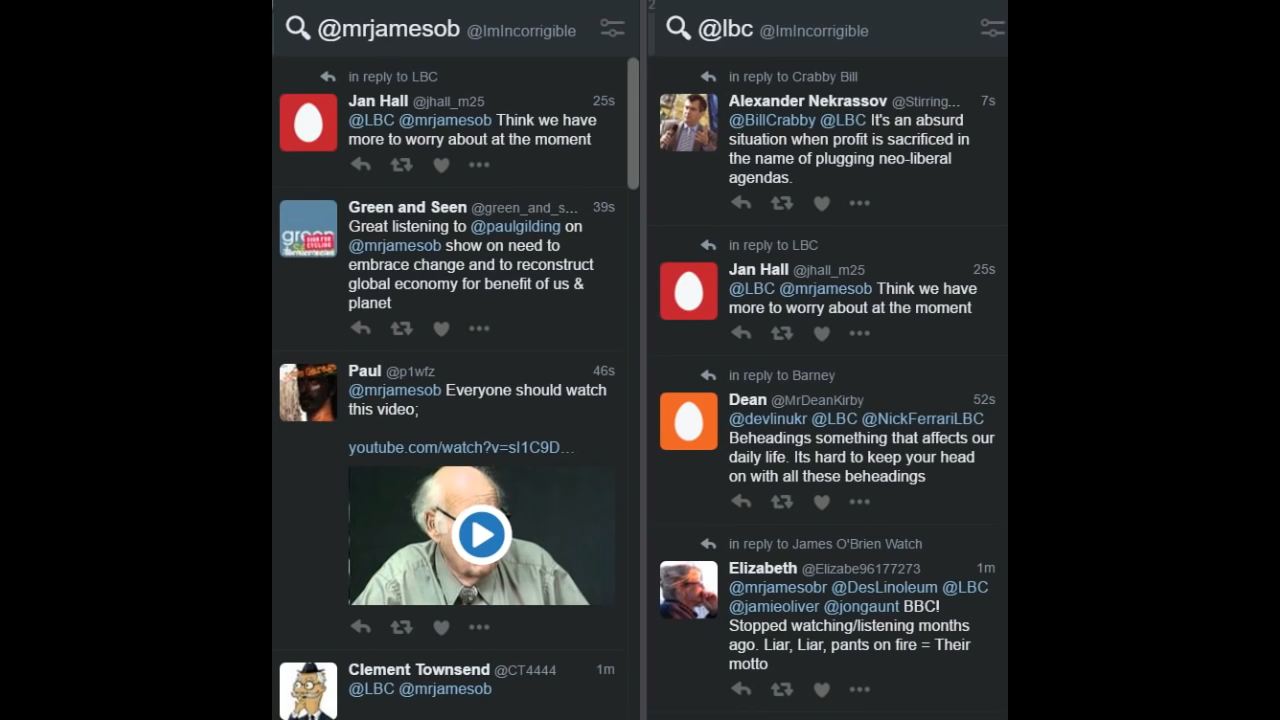 @mrjamesob @ImIncorrigible
in reply to LBC
Jan Hall @jhall_m25 25s
@LBC @mrjamesob Think we have
more to worry about at the moment
Green and Seen @green_and_s... 39s
Great listening to @paulgilding on
@mrjamesob show on need to
embrace change and to reconstruct
global economy for benefit of us &
planet
Paul @p1wfz 46s
@mrjamesob Everyone should watch
this video;
youtube.com/watch?v=sI1C9D...
Clement Townsend @CT4444 1m
@LBC @mrjamesob
2
@lbc @ImIncorrigible
in reply to Crabby Bill
Alexander Nekrassov @Stirring... 7s
@BillCrabby @LBC It's an absurd
situation when profit is sacrificed in
the name of plugging neo-liberal
agendas.
in reply to LBC
Jan Hall @jhall_m25 25s
@LBC @mrjamesob Think we have
more to worry about at the moment
in reply to Barney
Dean @MrDeanKirby 52s
@devlinukr @LBC @NickFerrariLBC
Beheadings something that affects our
daily life. Its hard to keep your head
on with all these beheadings
in reply to James O'Brien Watch
Elizabeth @Elizabe96177273 1m
@mrjamesobr @DesLinoleum @LBC
@jamieoliver @jongaunt BBC!
Stopped watching/listening months
ago. Liar, Liar, pants on fire = Their
motto